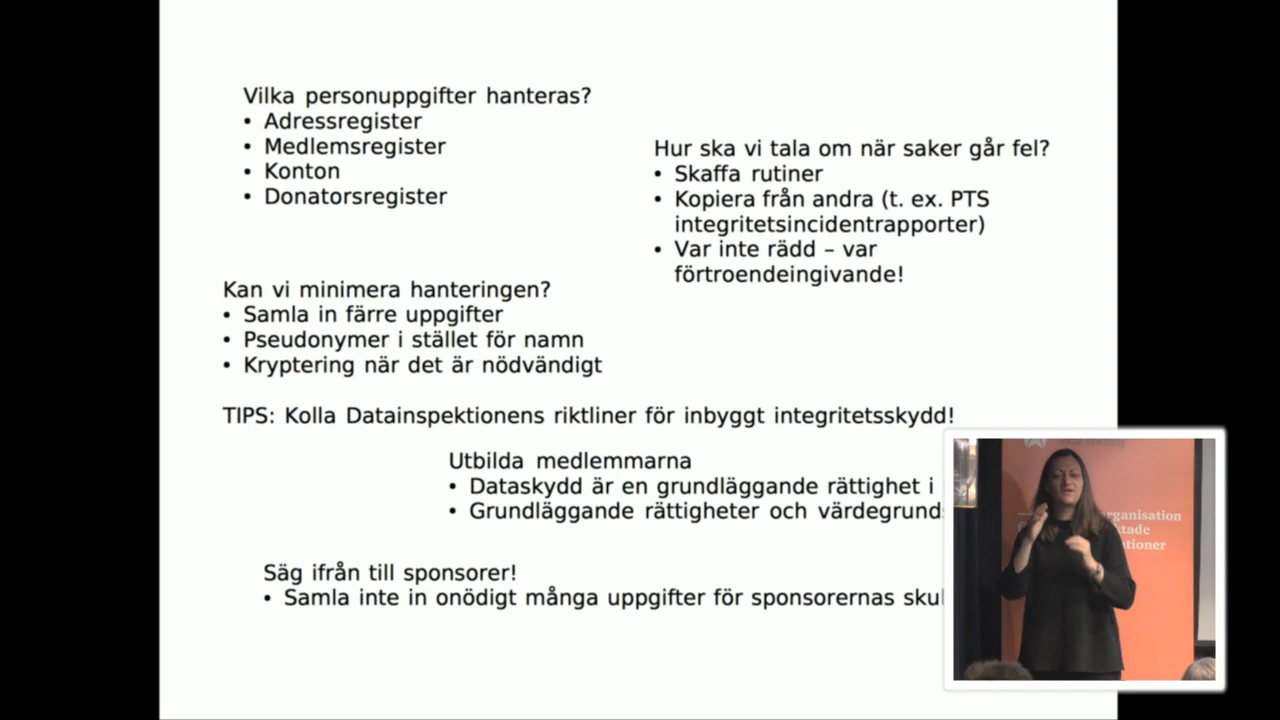 Vilka personuppgifter hanteras?
• Adressregister
• Medlemsregister
• Konton
• Donatorsregister
Hur ska vi tala om när saker går fel?
• Skaffa rutiner
• Kopiera från andra (t. ex. PTS
integritetsincidentrapporter)
• Var inte rädd – var
förtroendeingivande!
Kan vi minimera hanteringen?
• Samla in färre uppgifter
• Pseudonymer i stället för namn
• Kryptering när det är nödvändigt
TIPS: Kolla Datainspektionens riktliner för inbyggt integritetsskydd!
Utbilda medlemmarna
• Dataskydd är en grundläggande rättighet i
• Grundläggande rättigheter och
Säg ifrån till sponsorer!
• Samla inte in onödigt många uppgifter för sponsorernas